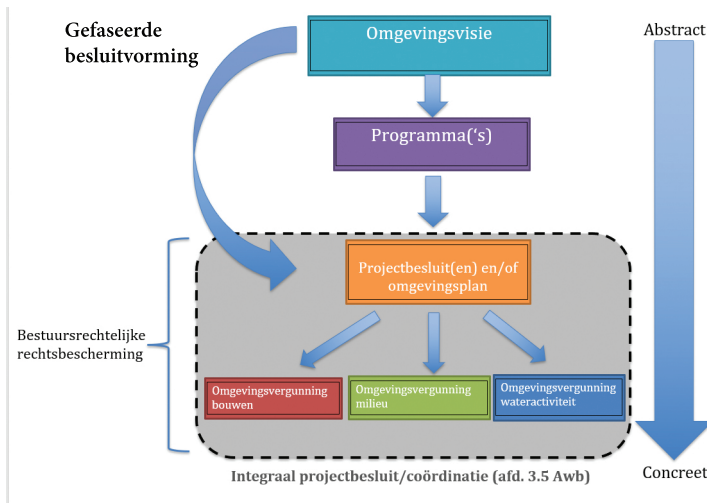 Gefaseerde
besluitvorming
Omgevingsvisie
Abstract
Programma(‘s)
Projectbesluit(en) en/of
omgevingsplan
Bestuursrechtelijke
rechtsbescherming
Omgevingsvergunning
bouwen
Omgevingsvergunning
milieu
Omgevingsvergunning
wateractiviteit
Integraal projectbesluit/coördinatie (afd. 3.5 Awb)
Concreet